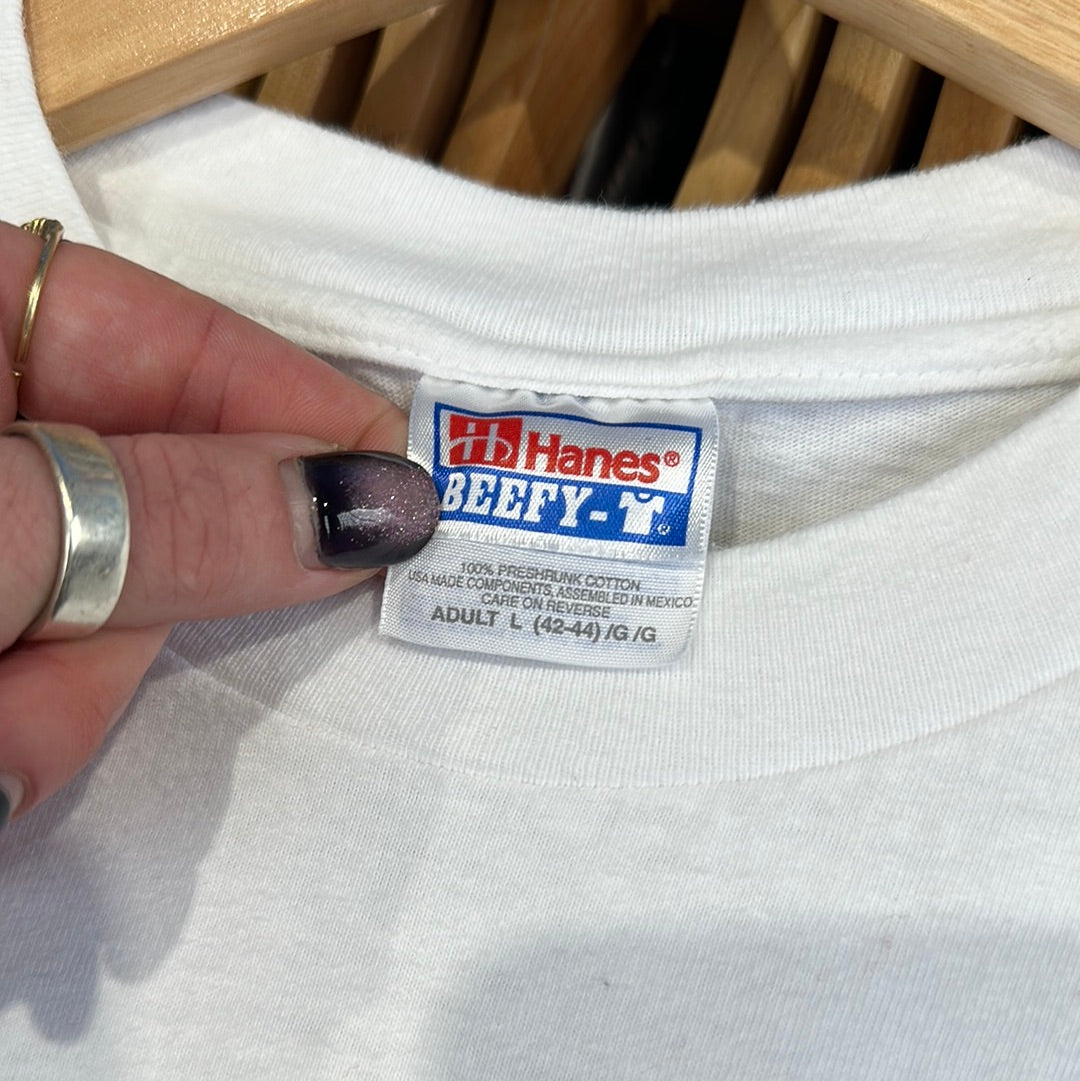 Hanes®
BEEFY-T®
100% PRESHRUNK COTTON
USA MADE COMPONENTS, ASSEMBLED IN MEXICO
CARE ON REVERSE
ADULT L (42-44) /G /G